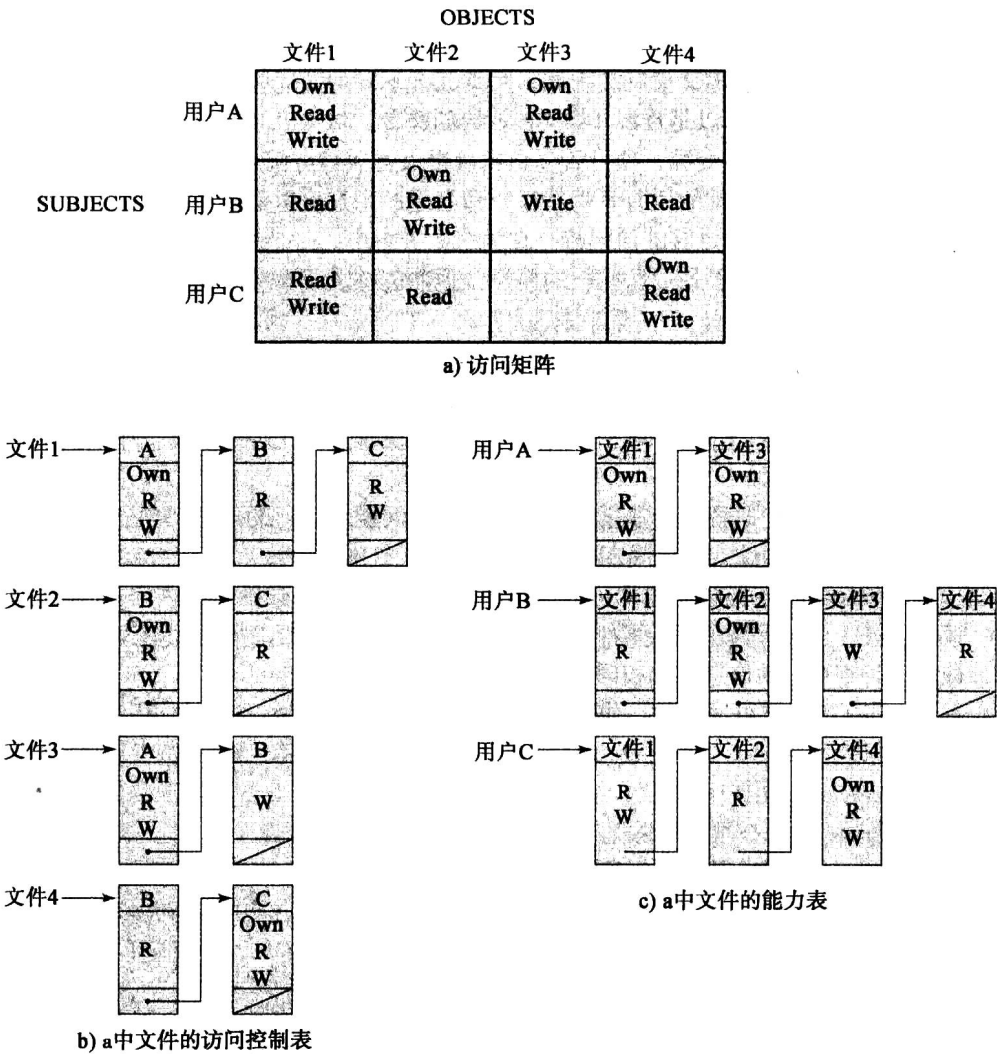 OBJECTS
文件1 文件2 文件3 文件4
用户A
Own
Read
Write
Own
Read
Write
SUBJECTS
用户B
Read
Own
Read
Write
Write
Read
用户C
Read
Write
Read
Own
Read
Write
a) 访问矩阵
文件1
A
Own
R
W
B
R
C
R
W
文件2
B
Own
R
W
C
R
文件3
A
Own
R
W
B
W
文件4
B
R
C
Own
R
W
b) a中文件的访问控制表
用户A
文件1
Own
R
W
文件3
Own
R
W
用户B
文件1
R
文件2
Own
R
W
文件3
W
文件4
R
用户C
文件1
R
W
文件2
R
文件4
Own
R
W
c) a中文件的能力表